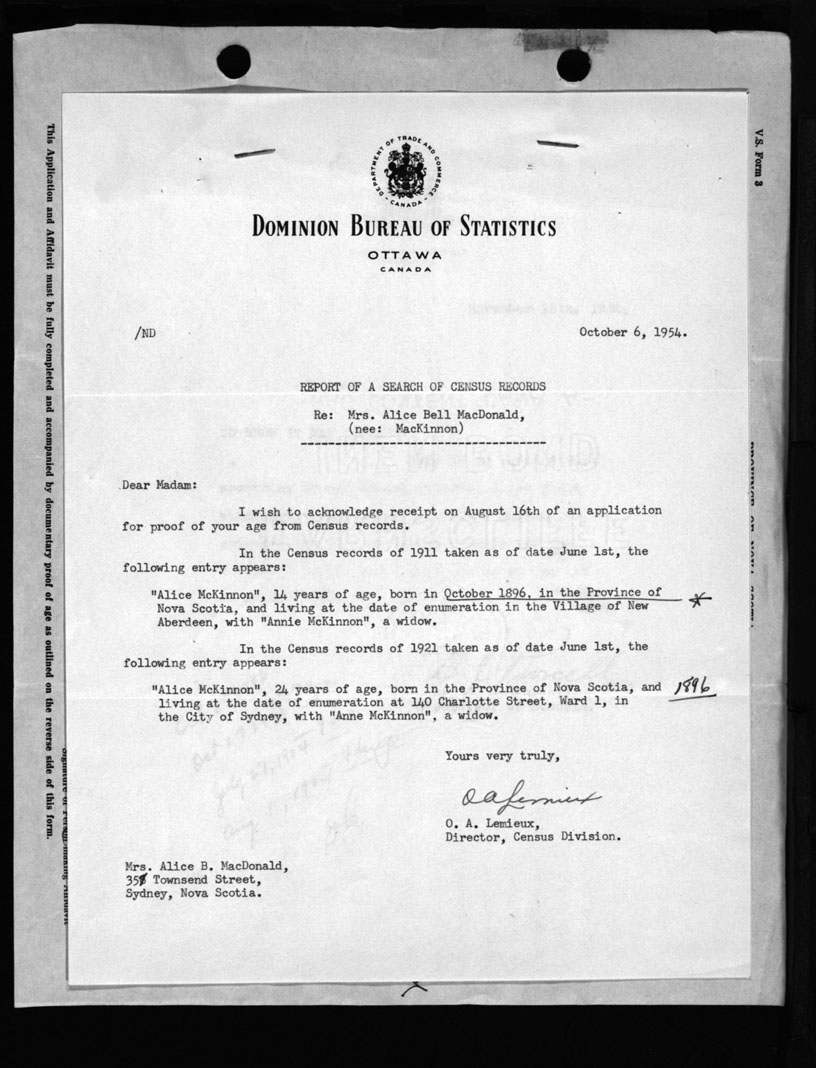 DEPARTMENT OF TRADE AND COMMERCE
- CANADA -
DOMINION BUREAU OF STATISTICS
OTTAWA
CANADA
/ND
October 6, 1954.
REPORT OF A SEARCH OF CENSUS RECORDS
Re: Mrs. Alice Bell MacDonald,
(nee: MacKinnon)
Dear Madam:
I wish to acknowledge receipt on August 16th of an application
for proof of your age from Census records.
In the Census records of 1911 taken as of date June 1st, the
following entry appears:
"Alice McKinnon", 14 years of age, born in October 1896, in the Province of
Nova Scotia, and living at the date of enumeration in the Village of New
Aberdeen, with "Annie McKinnon", a widow.
In the Census records of 1921 taken as of date June 1st, the
following entry appears:
"Alice McKinnon", 24 years of age, born in the Province of Nova Scotia, and
1896
living at the date of enumeration at 140 Charlotte Street, Ward 1, in
the City of Sydney, with "Anne McKinnon", a widow.
Yours very truly,
O A Lemieux
O. A. Lemieux,
Director, Census Division.
Mrs. Alice B. MacDonald,
Townsend Street,
Sydney, Nova Scotia.
This Application and Affidavit must be fully completed and accompanied by documentary proof of age as outlined on the reverse side of this form.
V.S. Form 3